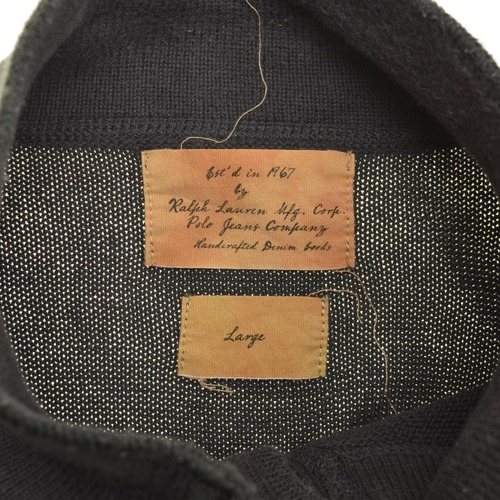 Est'd in 1967
by
Ralph Lauren Mfg. Corp.
Polo Jeans Company
Handcrafted Denim Goods
Large